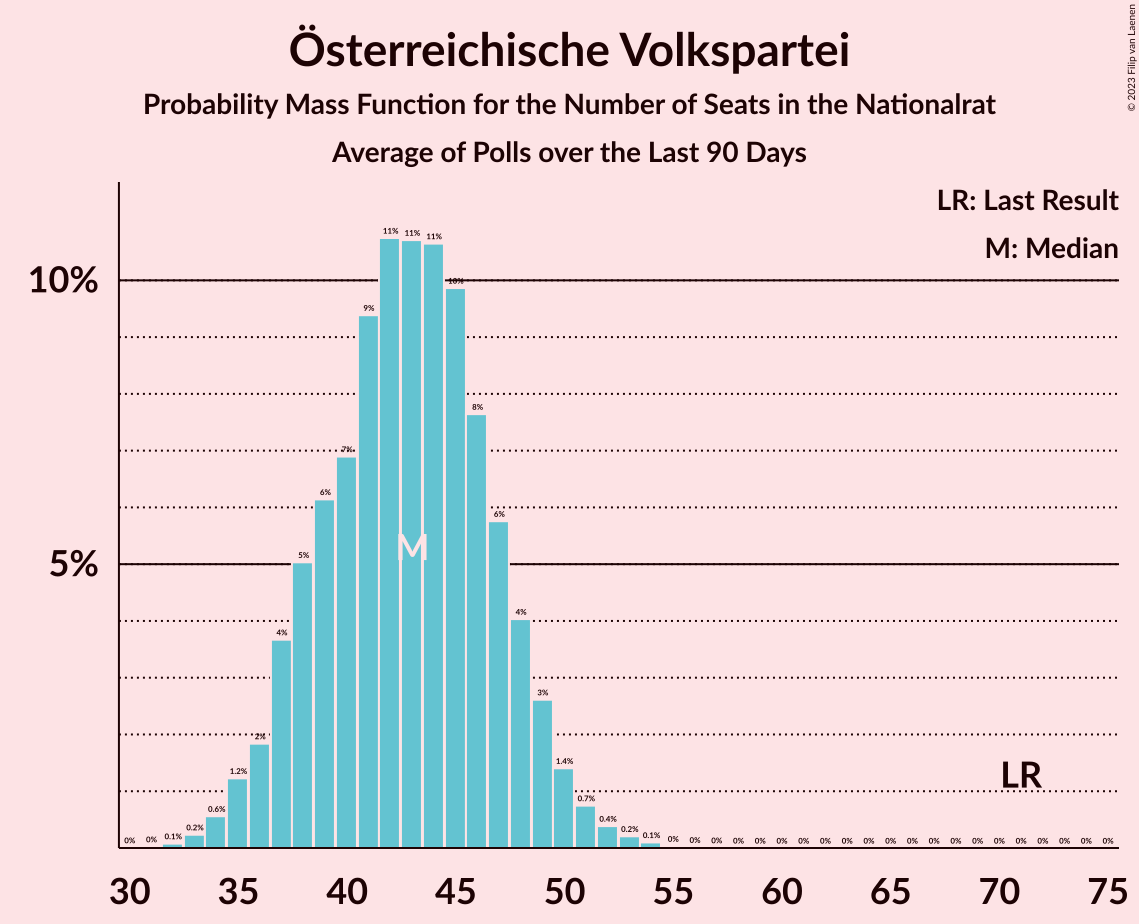 Österreichische Volkspartei
Probability Mass Function for the Number of Seats in the Nationalrat
Average of Polls over the Last 90 Days
© 2023 Filip van Laenen
LR: Last Result
M: Median
10%
5%
0% 0% 0.1% 0.2% 0.6% 1.2% 2% 4% 5% 6% 7% 9% 11% 11% 11% 10% 8% 6% 4% 3% 1.4% 0.7% 0.4% 0.2% 0.1% 0% 0% 0% 0% 0% 0% 0% 0% 0% 0% 0% 0% 0% 0% 0% 0% 0% 0% 0% 0% 0%
M
LR
30 35 40 45 50 55 60 65 70 75